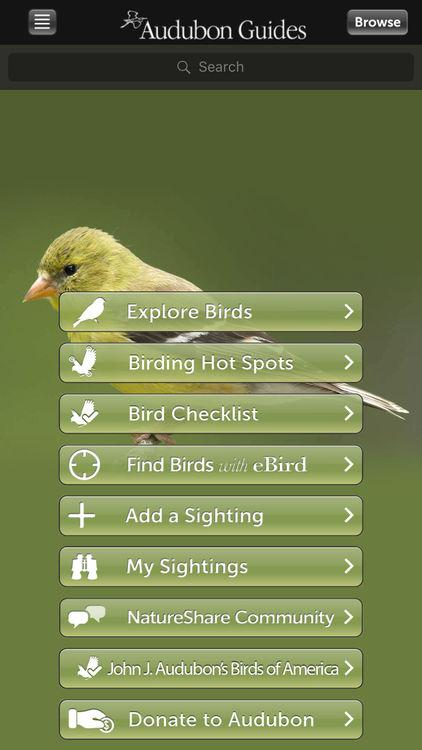 Audubon Guides
Browse
Search
Explore Birds
Birding Hot Spots
Bird Checklist
Find Birds with eBird
Add a Sighting
My Sightings
NatureShare Community
John J. Audubon's Birds of America
Donate to Audubon